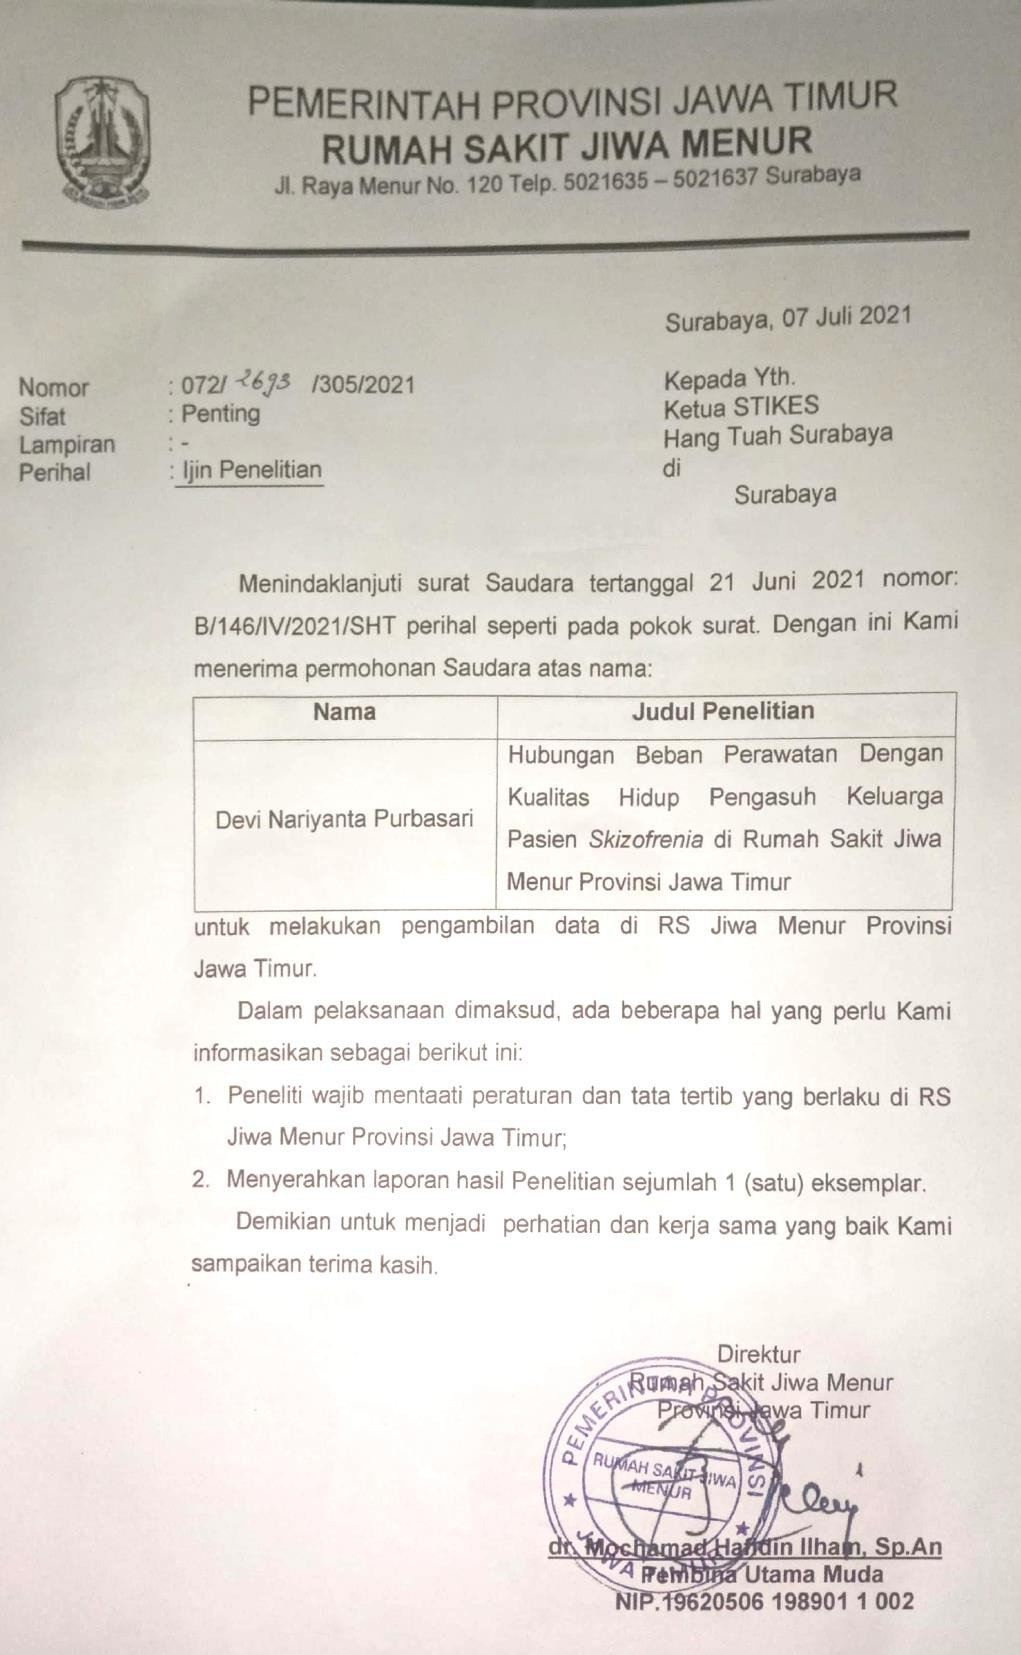 PEMERINTAH PROVINSI JAWA TIMUR
RUMAH SAKIT JIWA MENUR
Jl. Raya Menur No. 120 Telp. 5021635 – 5021637 Surabaya
Surabaya, 07 Juli 2021
Nomor : 072/ 2693 /305/2021
Sifat : Penting
Lampiran : -
Perihal : Ijin Penelitian
Kepada Yth.
Ketua STIKES
Hang Tuah Surabaya
di
Surabaya
Menindaklanjuti surat Saudara tertanggal 21 Juni 2021 nomor:
B/146/IV/2021/SHT perihal seperti pada pokok surat. Dengan ini Kami
menerima permohonan Saudara atas nama:
Nama Judul Penelitian
Devi Nariyanta Purbasari
Hubungan Beban Perawatan Dengan
Kualitas Hidup Pengasuh Keluarga
Pasien Skizofrenia di Rumah Sakit Jiwa
Menur Provinsi Jawa Timur
untuk melakukan pengambilan data di RS Jiwa Menur Provinsi
Jawa Timur.
Dalam pelaksanaan dimaksud, ada beberapa hal yang perlu Kami
informasikan sebagai berikut ini:
1. Peneliti wajib mentaati peraturan dan tata tertib yang berlaku di RS
Jiwa Menur Provinsi Jawa Timur;
2. Menyerahkan laporan hasil Penelitian sejumlah 1 (satu) eksemplar.
Demikian untuk menjadi perhatian dan kerja sama yang baik Kami
sampaikan terima kasih.
Direktur
Rumah Sakit Jiwa Menur
Provinsi Jawa Timur
PEMERINTAH PROVINSI
RUMAH SAKIT JIWA
MENUR
JAWA TIMUR
dr. Mochamad Hafidin Ilham, Sp.An
Pembina Utama Muda
NIP.19620506 198901 1 002